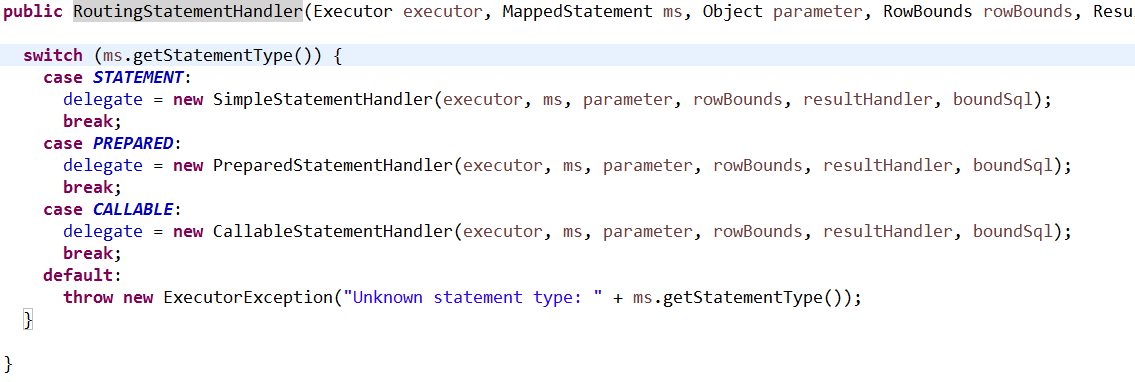 public RoutingStatementHandler(Executor executor, MappedStatement ms, Object parameter, RowBounds rowBounds, Resu
switch (ms.getStatementType()) {
case STATEMENT:
delegate = new SimpleStatementHandler(executor, ms, parameter, rowBounds, resultHandler, boundSql);
break;
case PREPARED:
delegate = new PreparedStatementHandler(executor, ms, parameter, rowBounds, resultHandler, boundSql);
break;
case CALLABLE:
delegate = new CallableStatementHandler(executor, ms, parameter, rowBounds, resultHandler, boundSql);
break;
default:
throw new ExecutorException("Unknown statement type: " + ms.getStatementType());
}
}